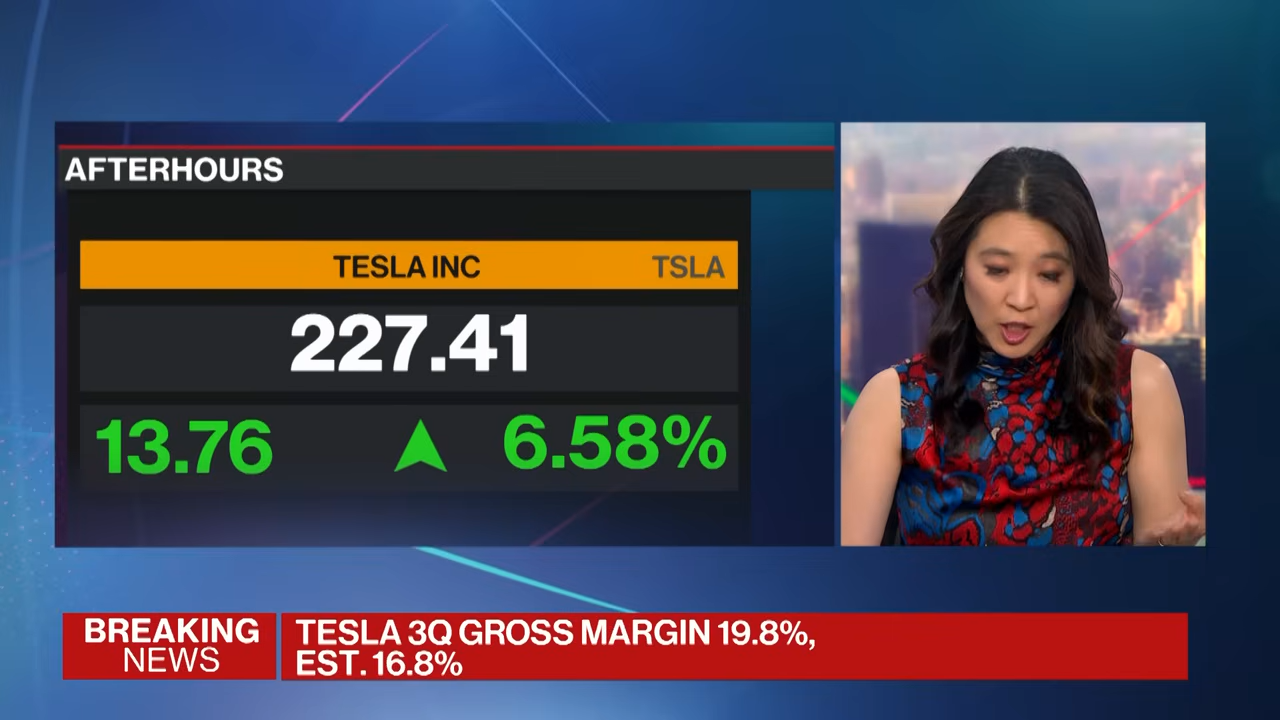 AFTERHOURS
TESLA INC TSLA
227.41
13.76 ▲ 6.58%
BREAKING NEWS
TESLA 3Q GROSS MARGIN 19.8%,
EST. 16.8%